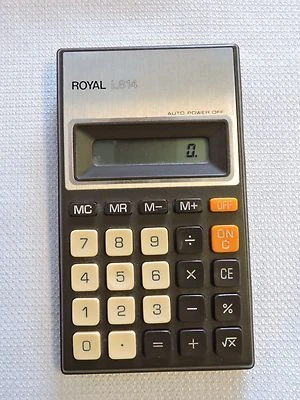 ROYAL L814
AUTO POWER OFF
0.
MC MR M− M+ OFF
7 8 9 ÷ ON C
4 5 6 × CE
1 2 3 − %
0 · = + √x